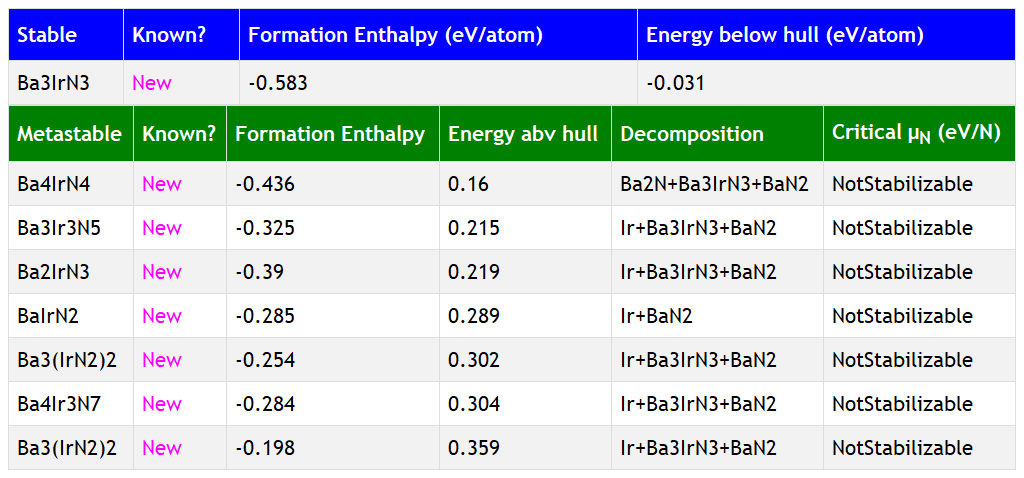 Stable Known? Formation Enthalpy (eV/atom) Energy below hull (eV/atom)
Ba3IrN3 New -0.583 -0.031
Metastable Known? Formation Enthalpy Energy abv hull Decomposition Critical μN (eV/N)
Ba4IrN4 New -0.436 0.16 Ba2N+Ba3IrN3+BaN2 NotStabilizable
Ba3Ir3N5 New -0.325 0.215 Ir+Ba3IrN3+BaN2 NotStabilizable
Ba2IrN3 New -0.39 0.219 Ir+Ba3IrN3+BaN2 NotStabilizable
BaIrN2 New -0.285 0.289 Ir+BaN2 NotStabilizable
Ba3(IrN2)2 New -0.254 0.302 Ir+Ba3IrN3+BaN2 NotStabilizable
Ba4Ir3N7 New -0.284 0.304 Ir+Ba3IrN3+BaN2 NotStabilizable
Ba3(IrN2)2 New -0.198 0.359 Ir+Ba3IrN3+BaN2 NotStabilizable